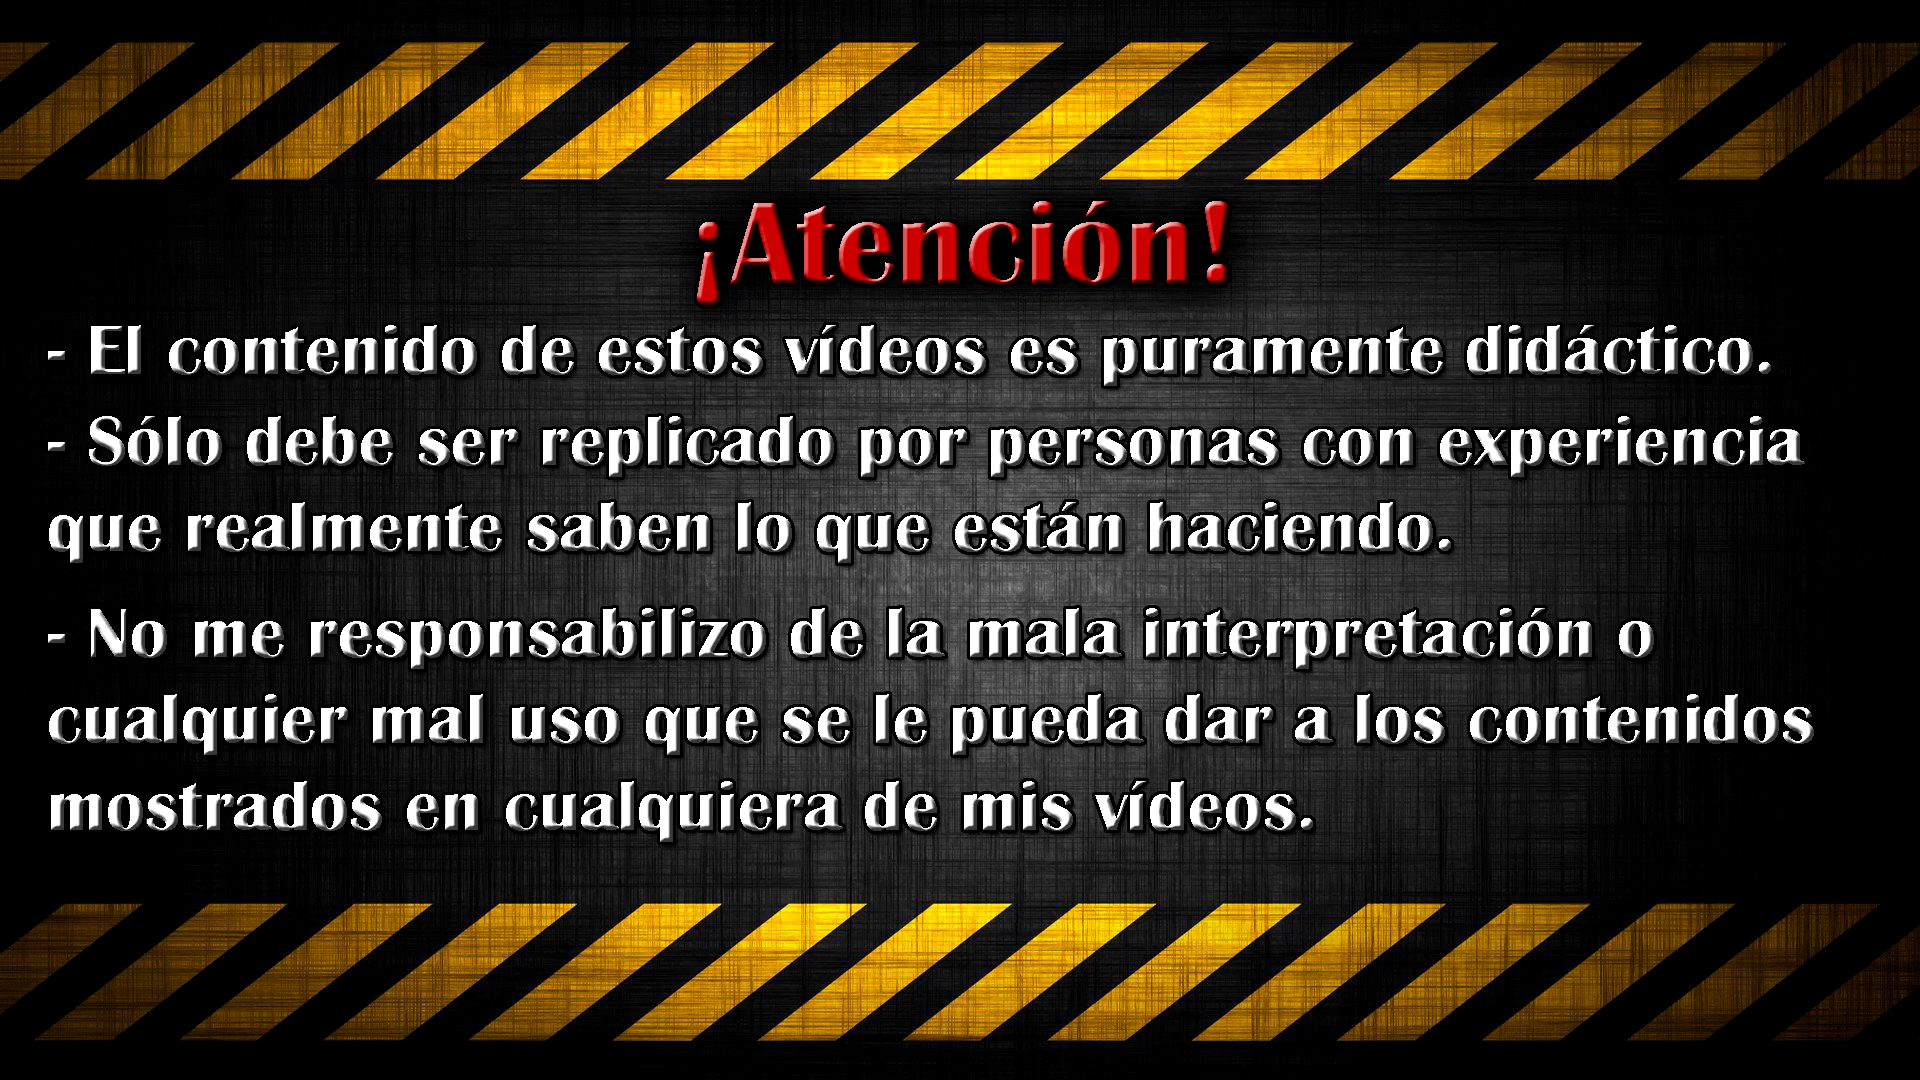 ¡Atención!
- El contenido de estos vídeos es puramente didáctico.
- Sólo debe ser replicado por personas con experiencia
que realmente saben lo que están haciendo.
- No me responsabilizo de la mala interpretación o
cualquier mal uso que se le pueda dar a los contenidos
mostrados en cualquiera de mis vídeos.